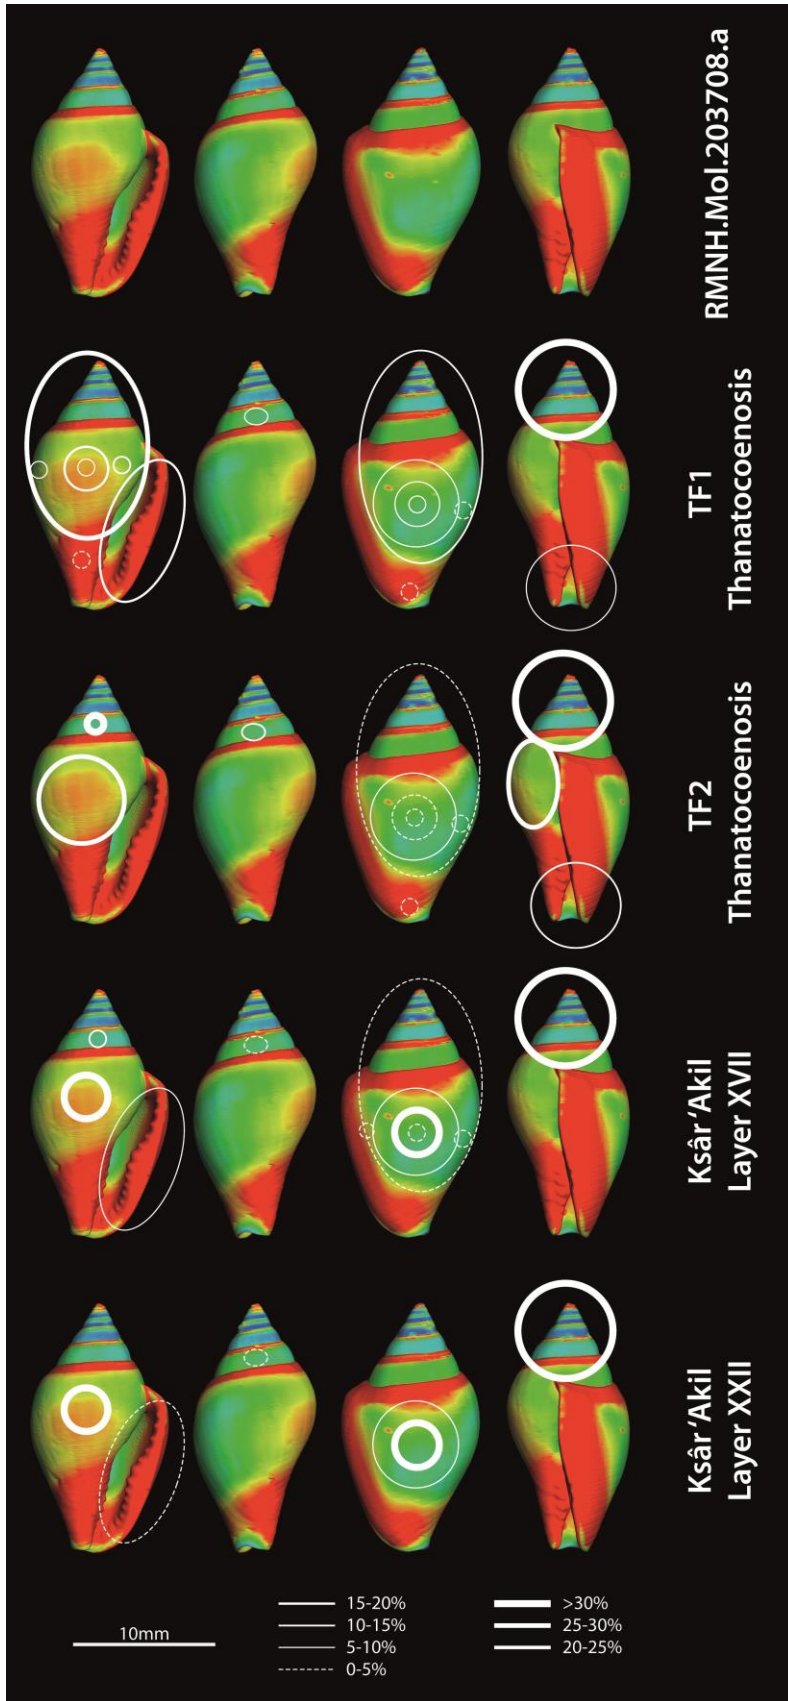 RMNH.Mol.203708.a
TF1
Thanatocoenosis
TF2
Thanatocoenosis
Ksâr ‘Akil
Layer XVII
Ksâr ‘Akil
Layer XXII
10mm
15-20%
10-15%
5-10%
0-5%
>30%
25-30%
20-25%